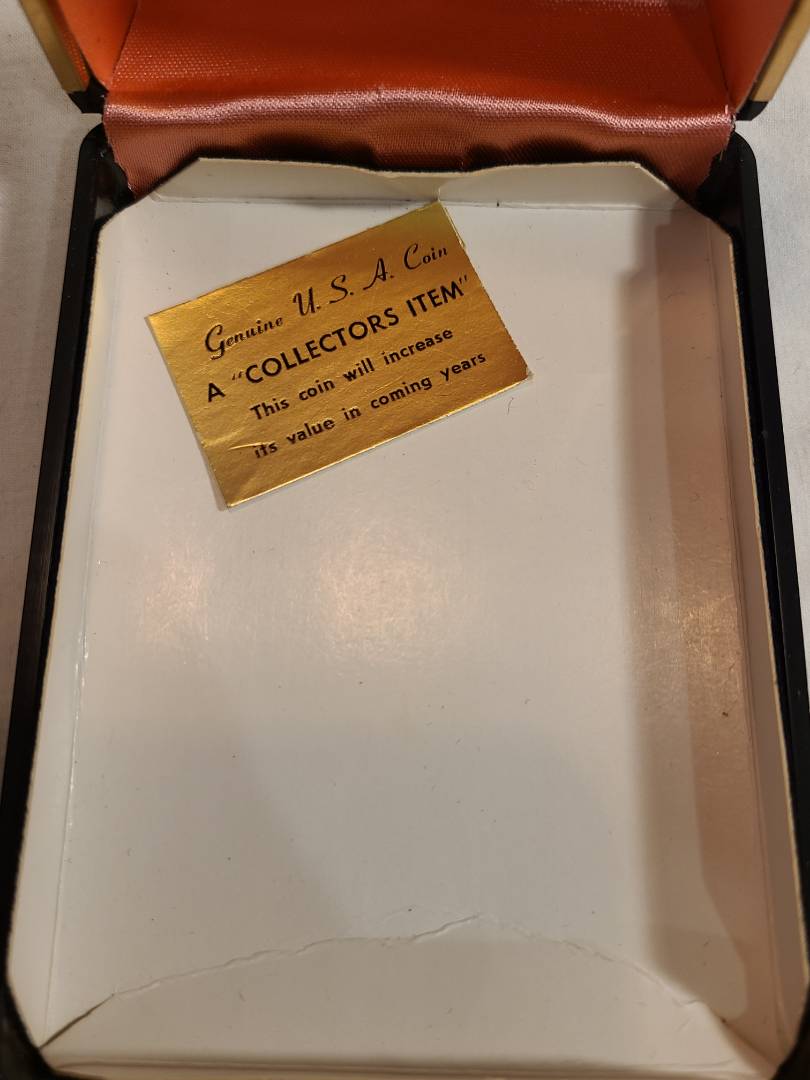 Genuine U. S. A. Coin
A "COLLECTORS ITEM"
This coin will increase
its value in coming years